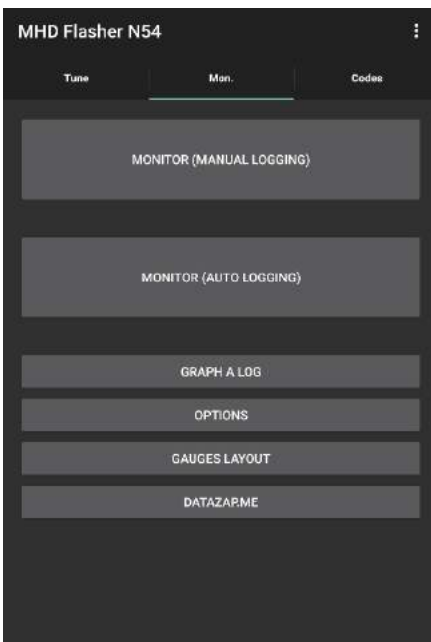 MHD Flasher N54
Tune Mon. Codes
MONITOR (MANUAL LOGGING)
MONITOR (AUTO LOGGING)
GRAPH A LOG
OPTIONS
GAUGES LAYOUT
DATAZAP.ME